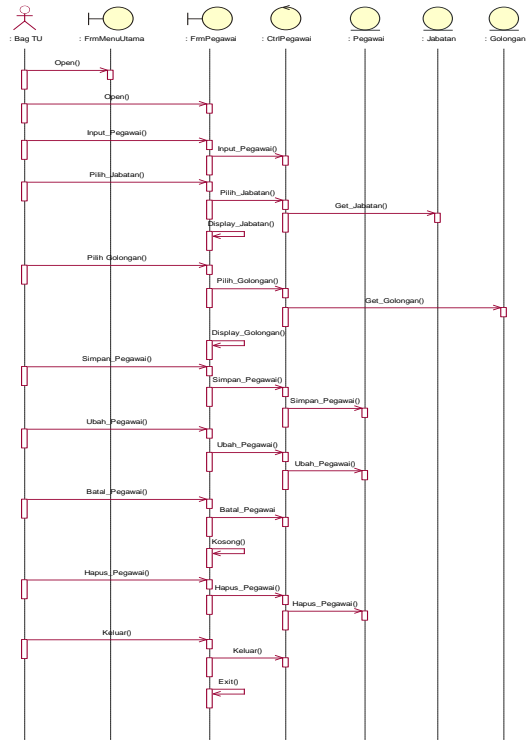 : Bag TU
: FrmMenuUtama
: FrmPegawai
: CtrlPegawai
: Pegawai
: Jabatan
: Golongan
Open()
Open()
Input_Pegawai()
Input_Pegawai()
Pilih_Jabatan()
Pilih_Jabatan()
Get_Jabatan()
Display_Jabatan()
Pilih Golongan()
Pilih_Golongan()
Get_Golongan()
Display_Golongan()
Simpan_Pegawai()
Simpan_Pegawai()
Simpan_Pegawai()
Ubah_Pegawai()
Ubah_Pegawai()
Ubah_Pegawai()
Batal_Pegawai()
Batal_Pegawai
Kosong()
Hapus_Pegawai()
Hapus_Pegawai()
Hapus_Pegawai()
Keluar()
Keluar()
Exit()